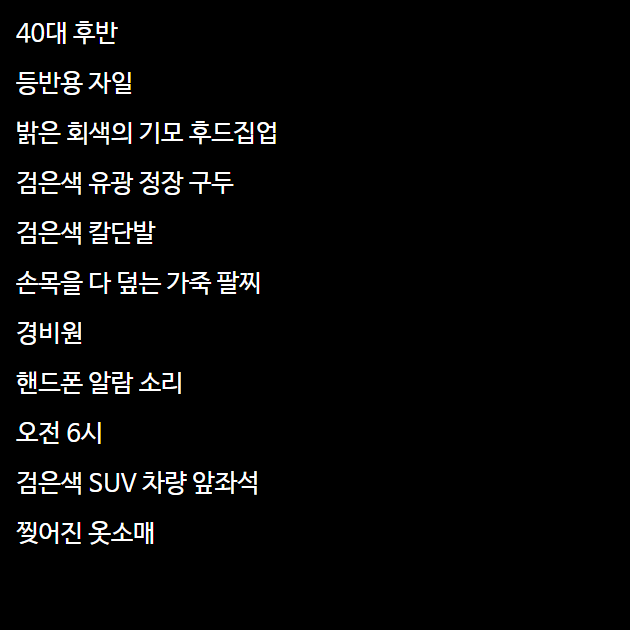 40대 후반
등반용 자일
밝은 회색의 기모 후드집업
검은색 유광 정장 구두
검은색 칼단발
손목을 다 덮는 가죽 팔찌
경비원
핸드폰 알람 소리
오전 6시
검은색 SUV 차량 앞좌석
찢어진 옷소매